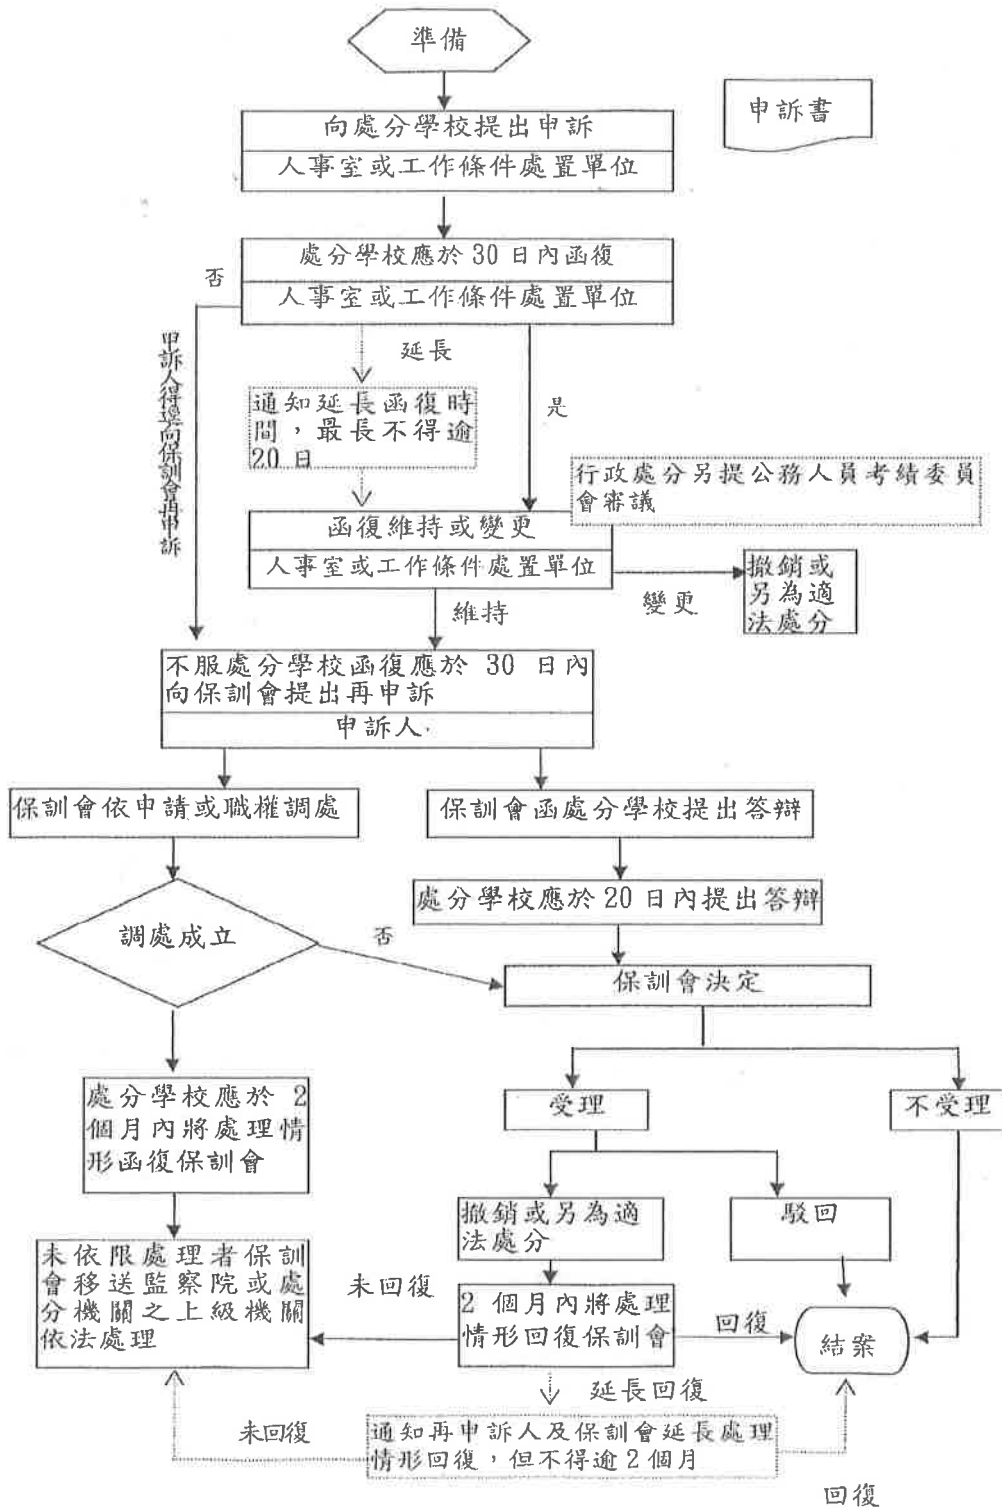 準備
申訴書
向處分學校提出申訴
人事室或工作條件處置單位
處分學校應於 30 日內函復
人事室或工作條件處置單位
否
申訴人得逕向保訓會再申訴
延長
是
通知延長函復時
間，最長不得逾
20 日
行政處分另提公務人員考績委員
會審議
函復維持或變更
人事室或工作條件處置單位
變更
撤銷或
另為適
法處分
維持
不服處分學校函復應於 30 日內
向保訓會提出再申訴
申訴人
保訓會依申請或職權調處
保訓會函處分學校提出答辯
處分學校應於 20 日內提出答辯
調處成立
否
保訓會決定
處分學校應於 2
個月內將處理情
形函復保訓會
受理
不受理
撤銷或另為適
法處分
駁回
未依限處理者保訓
會移送監察院或處
分機關之上級機關
依法處理
未回復
2 個月內將處理
情形回復保訓會
回復
結案
延長回復
未回復
通知再申訴人及保訓會延長處理
情形回復，但不得逾 2 個月
回復